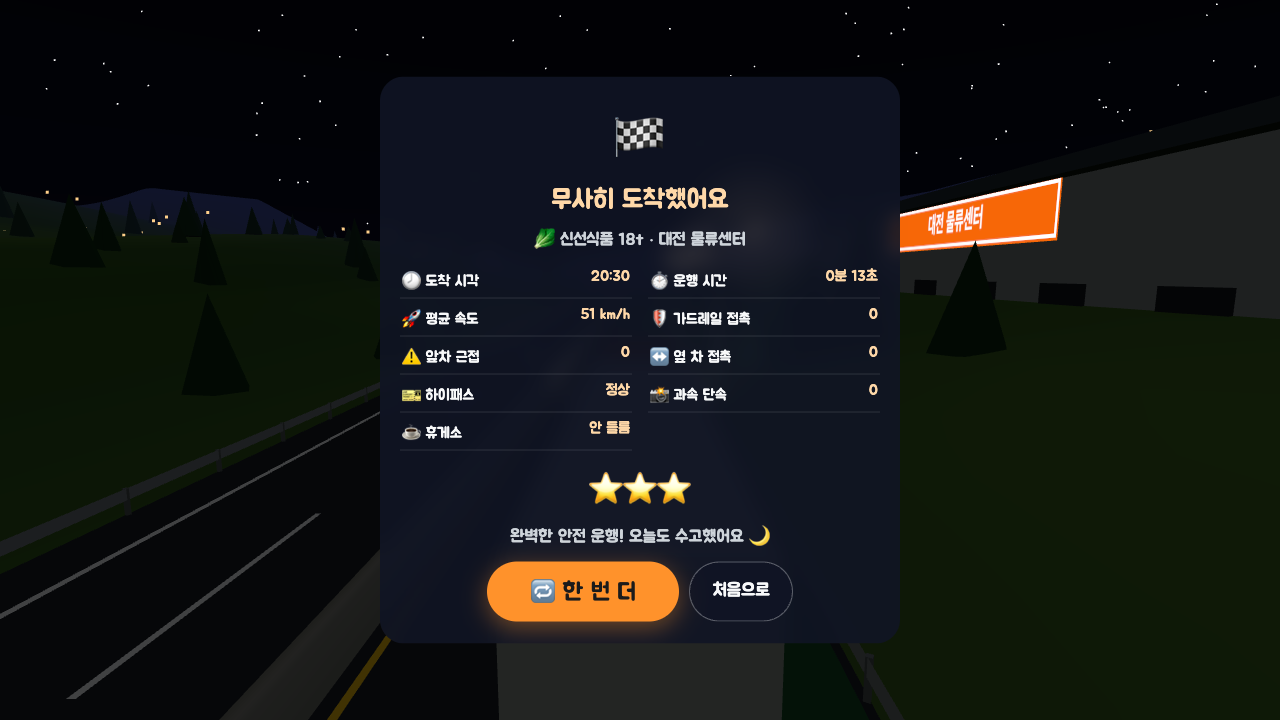 무사히 도착했어요
🥬 신선식품 18t · 대전 물류센터
대전 물류센터
🕗 도착 시각 20:30
⏱️ 운행 시간 0분 13초
🚀 평균 속도 51 km/h
가드레일 접촉 0
⚠️ 앞차 근접 0
↔️ 옆 차 접촉 0
🎫 하이패스 정상
📸 과속 단속 0
☕ 휴게소 안 들름
⭐⭐⭐
완벽한 안전 운행! 오늘도 수고했어요 🌙
🔁 한 번 더
처음으로